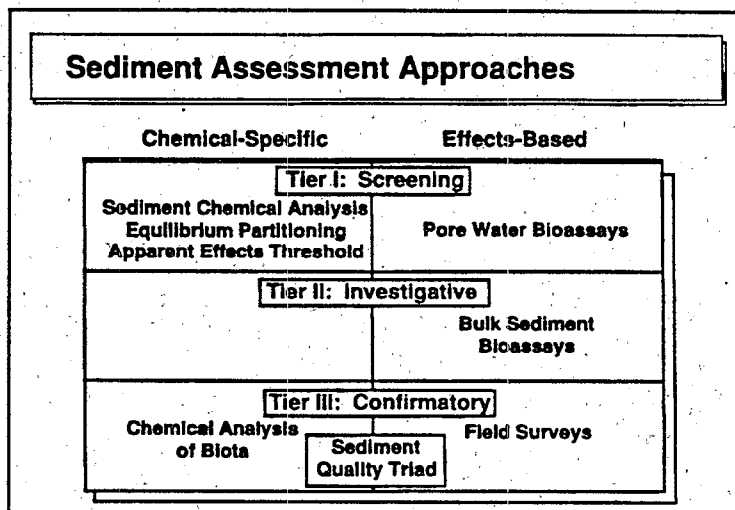 Sediment Assessment Approaches
Chemical-Specific
Effects-Based
Tier I: Screening
Sediment Chemical Analysis
Equilibrium Partitioning
Apparent Effects Threshold
Pore Water Bioassays
Tier II: Investigative
Bulk Sediment
Bioassays
Tier III: Confirmatory
Chemical Analysis
of Biota
Sediment
Quality Triad
Field Surveys